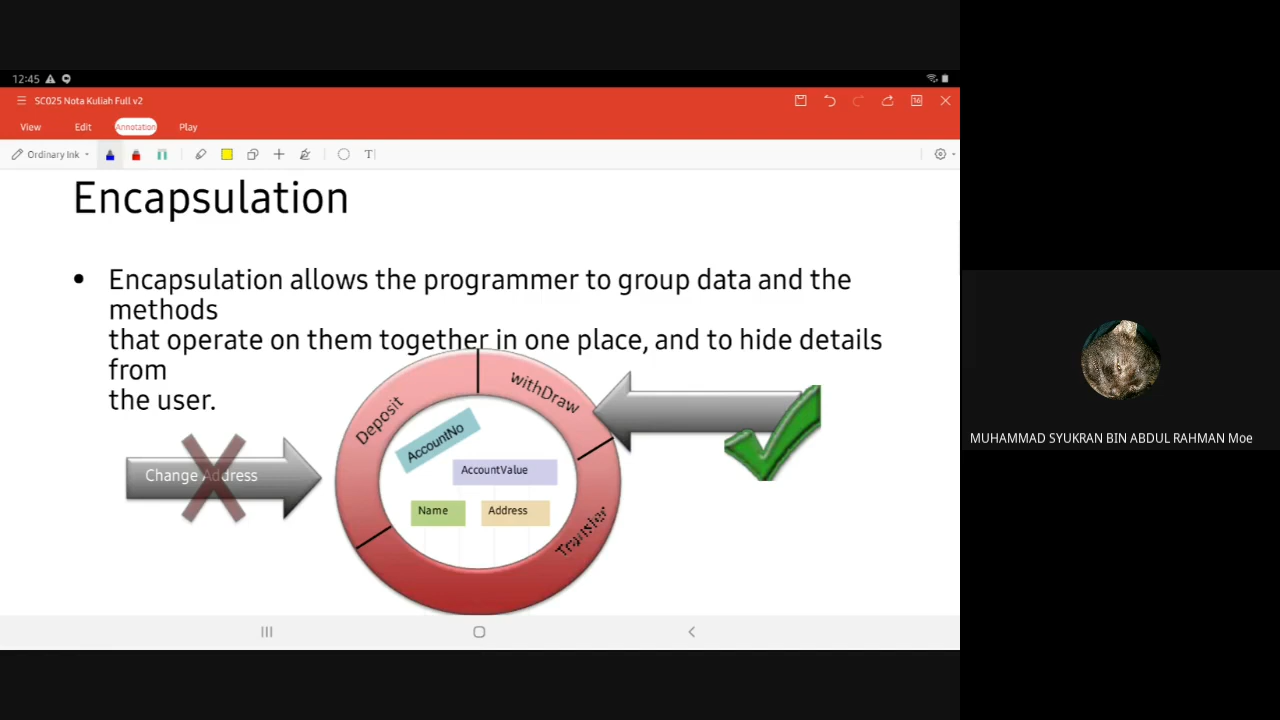 12:45
SC025 Nota Kuliah Full v2
16
View Edit Annotation Play
Ordinary Ink
T
Encapsulation
• Encapsulation allows the programmer to group data and the
methods
that operate on them together in one place, and to hide details
from
the user.
Deposit
withDraw
AccountNo
AccountValue
Change Address
Name
Address
Transfer
MUHAMMAD SYUKRAN BIN ABDUL RAHMAN Moe